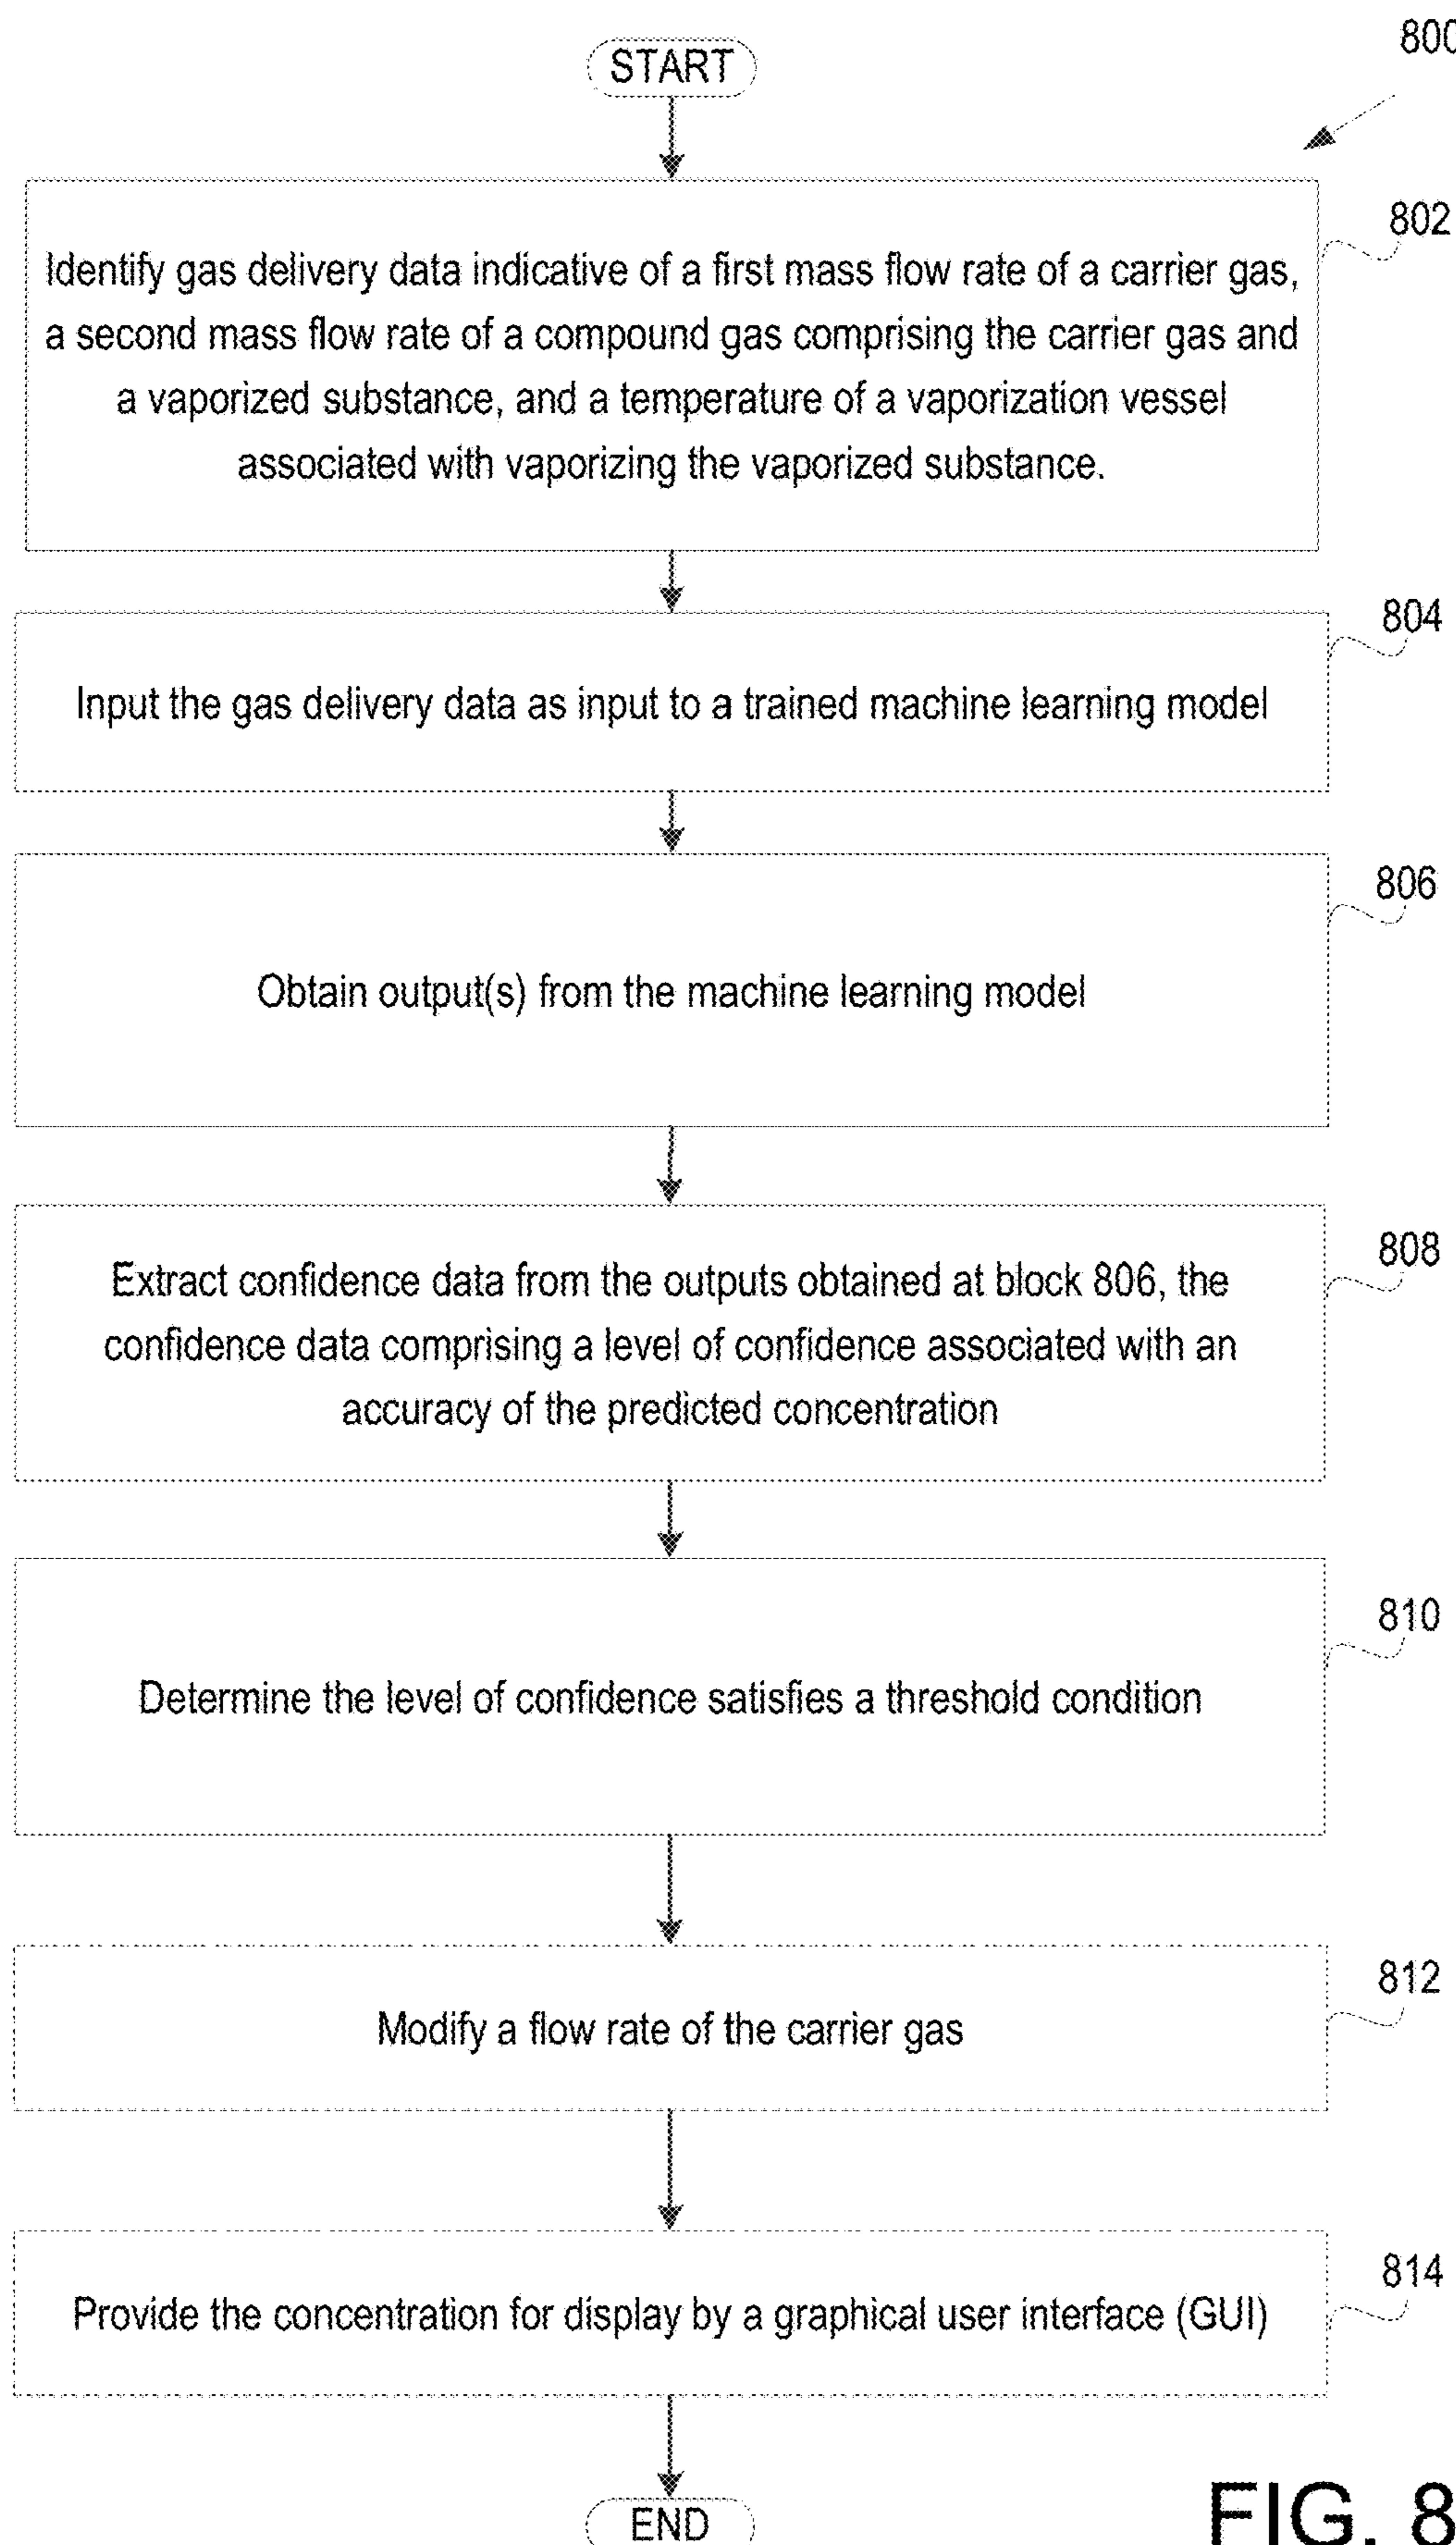 800
START
802
Identify gas delivery data indicative of a first mass flow rate of a carrier gas,
a second mass flow rate of a compound gas comprising the carrier gas and
a vaporized substance, and a temperature of a vaporization vessel
associated with vaporizing the vaporized substance.
804
Input the gas delivery data as input to a trained machine learning model
806
Obtain output(s) from the machine learning model
808
Extract confidence data from the outputs obtained at block 806, the
confidence data comprising a level of confidence associated with an
accuracy of the predicted concentration
810
Determine the level of confidence satisfies a threshold condition
812
Modify a flow rate of the carrier gas
814
Provide the concentration for display by a graphical user interface (GUI)
END
FIG. 8